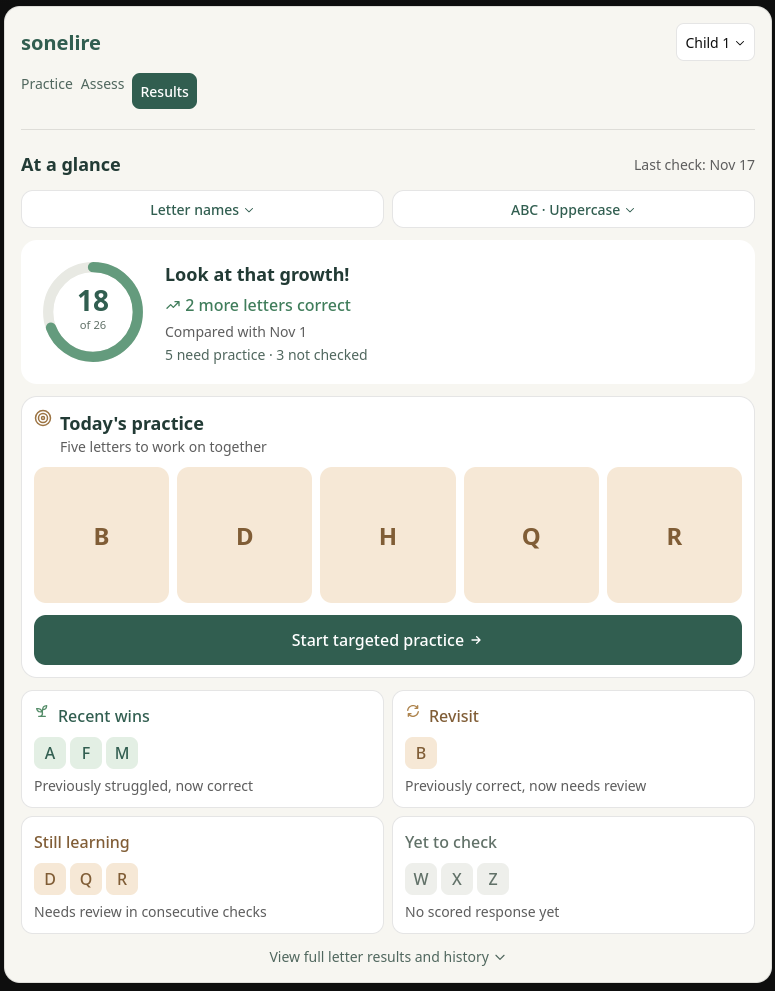 sonelire
Child 1
Practice Assess Results
At a glance
Last check: Nov 17
Letter names
ABC · Uppercase
18
of 26
Look at that growth!
2 more letters correct
Compared with Nov 1
5 need practice · 3 not checked
Today's practice
Five letters to work on together
B D H Q R
Start targeted practice →
Recent wins
A F M
Previously struggled, now correct
Revisit
B
Previously correct, now needs review
Still learning
D Q R
Needs review in consecutive checks
Yet to check
W X Z
No scored response yet
View full letter results and history